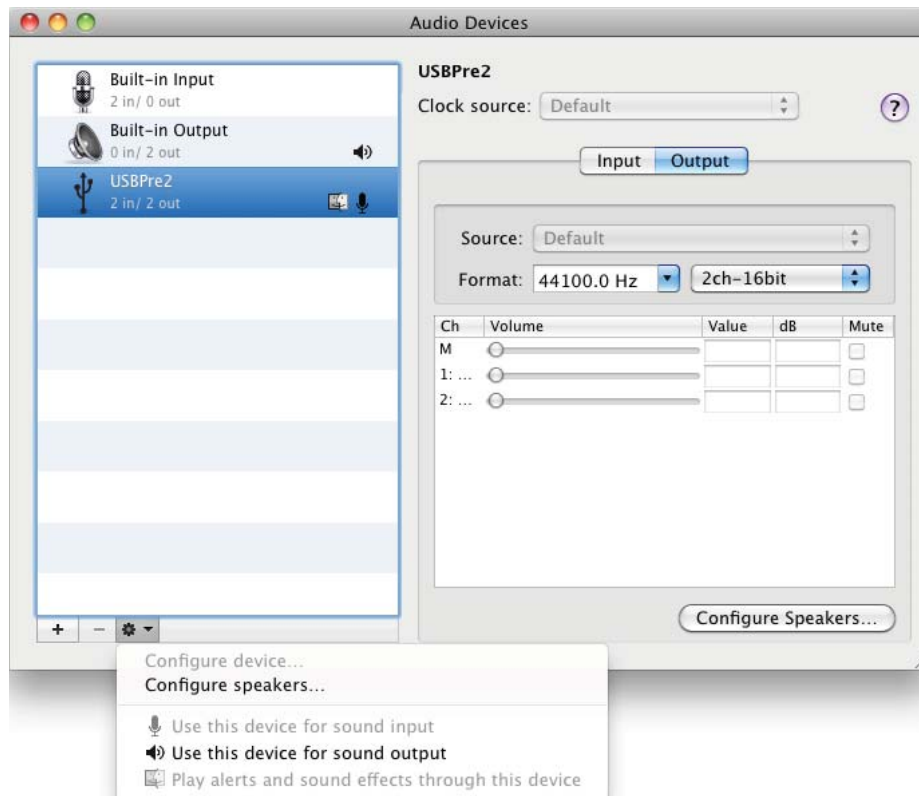 Audio Devices
Built-in Input
2 in/ 0 out
Built-in Output
0 in/ 2 out
USBPre2
2 in/ 2 out
USBPre2
Clock source: Default
?
Input Output
Source: Default
Format: 44100.0 Hz 2ch-16bit
Ch Volume Value dB Mute
M
1: ...
2: ...
Configure Speakers...
+ −
Configure device...
Configure speakers...
Use this device for sound input
Use this device for sound output
Play alerts and sound effects through this device